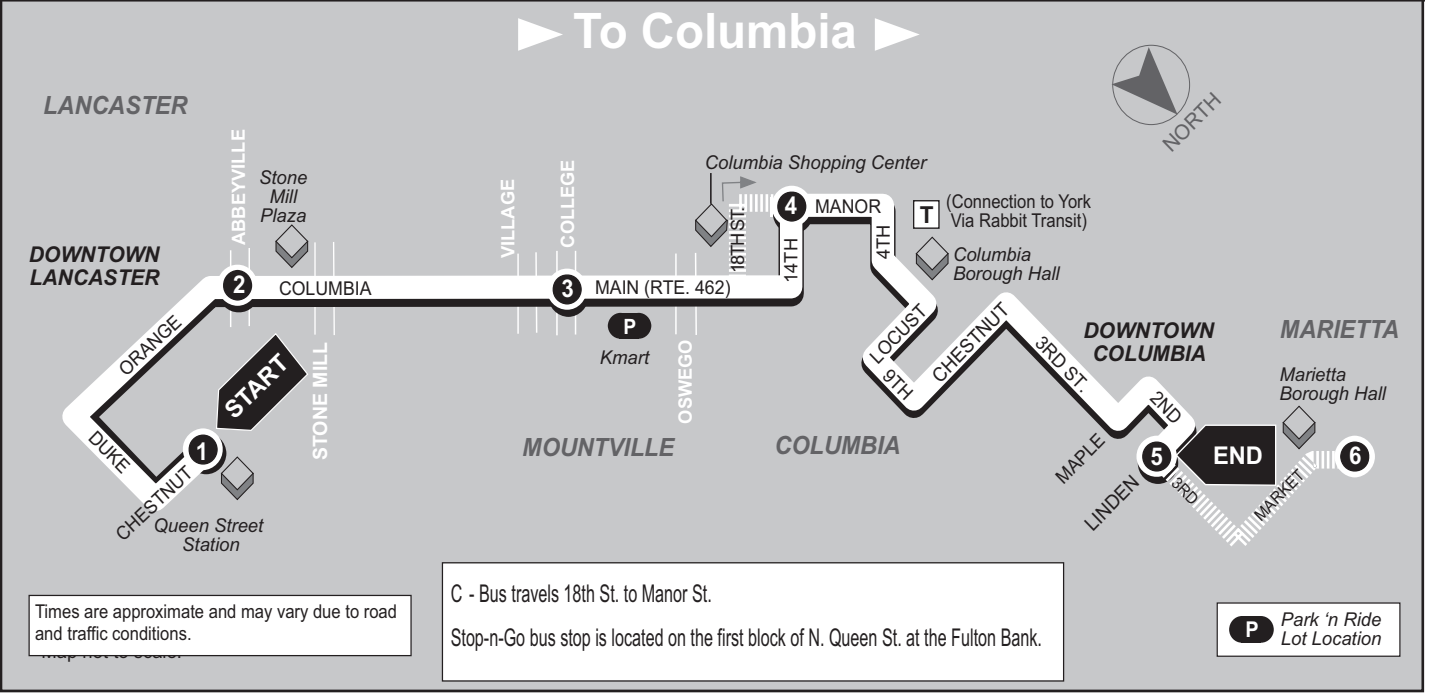 To Columbia
LANCASTER
NORTH
ABBEYVILLE
Stone
Mill
Plaza
VILLAGE
COLLEGE
Columbia Shopping Center
DOWNTOWN
LANCASTER
2
COLUMBIA
3
MAIN (RTE. 462)
18TH ST.
4
MANOR
14TH
4TH
T
(Connection to York
Via Rabbit Transit)
Columbia
Borough Hall
ORANGE
START
STONE MILL
P
Kmart
OSWEGO
LOCUST
9TH
CHESTNUT
3RD ST.
DOWNTOWN
COLUMBIA
MARIETTA
Marietta
Borough Hall
DUKE
1
CHESTNUT
Queen Street
Station
MOUNTVILLE
COLUMBIA
MAPLE
2ND
LINDEN
5
END
3RD
MARKET
6
Times are approximate and may vary due to road
and traffic conditions.
Map not to scale.
C - Bus travels 18th St. to Manor St.
Stop-n-Go bus stop is located on the first block of N. Queen St. at the Fulton Bank.
P
Park ’n Ride
Lot Location